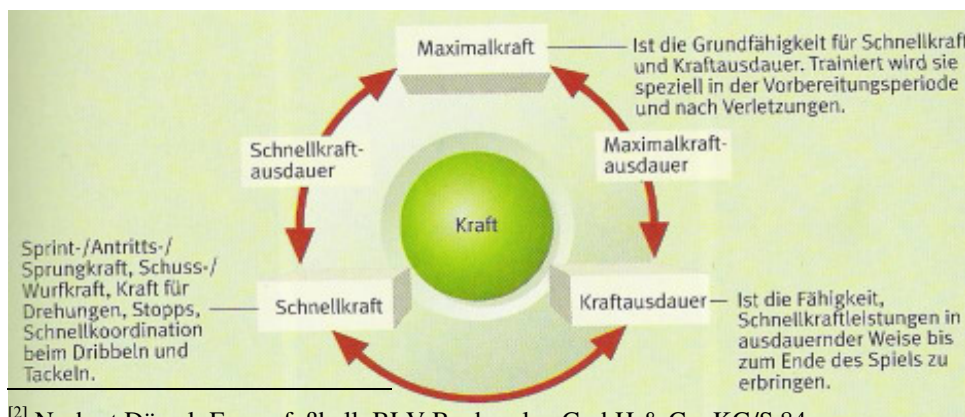 Maximalkraft
Ist die Grundfähigkeit für Schnellkraft
und Kraftausdauer. Trainiert wird sie
speziell in der Vorbereitungsperiode
und nach Verletzungen.
Schnellkraft-
ausdauer
Maximalkraft
ausdauer
Kraft
Sprint-/Antritts-/
Sprungkraft, Schuss-/
Wurfkraft, Kraft für
Drehungen, Stopps,
Schnellkoordination
beim Dribbeln und
Tackeln.
Schnellkraft
Kraftausdauer
Ist die Fähigkeit,
Schnellkraftleistungen in
ausdauernder Weise bis
zum Ende des Spiels zu
erbringen.
[2]